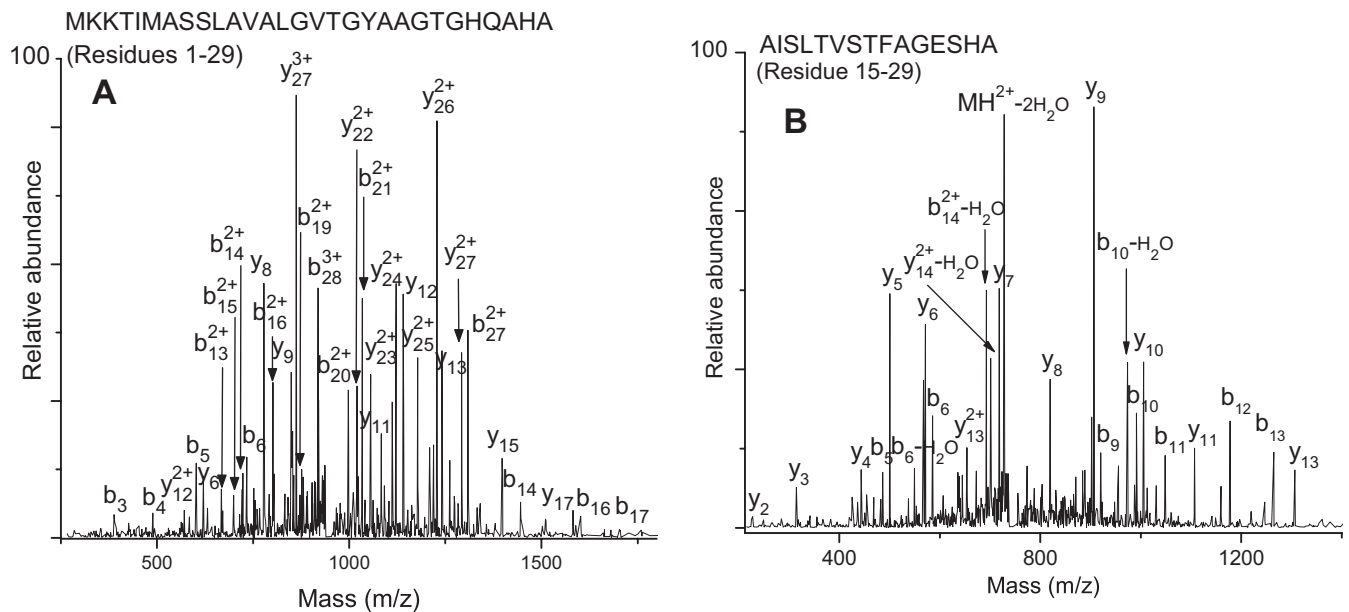 MKKTIMASSLAVALGVTGYAAGTGHQAHA
(Residues 1-29)
100
A
Relative abundance
b3
b4
b5
y12 2+
y6
b13 2+
b15 2+
b14 2+
b6
y8
b16 2+
y9
y27 3+
b19 2+
b28 3+
b20 2+
y22 2+
b21 2+
y23 2+
y11
y24 2+
y12
y25 2+
y26 2+
y13
y27 2+
b27 2+
y15
b14
y17
b16
b17
500
1000
1500
Mass (m/z)
AISLTVSTFAGESHA
(Residue 15-29)
100
B
Relative abundance
y2
y3
y4
b5
y5
b6-H2O
y6
b6
y13 2+
b14 2+-H2O
y14 2+-H2O
y7
MH2+-2H2O
y8
y9
b9
b10-H2O
b10
y10
b11
y11
b12
b13
y13
400
800
1200
Mass (m/z)